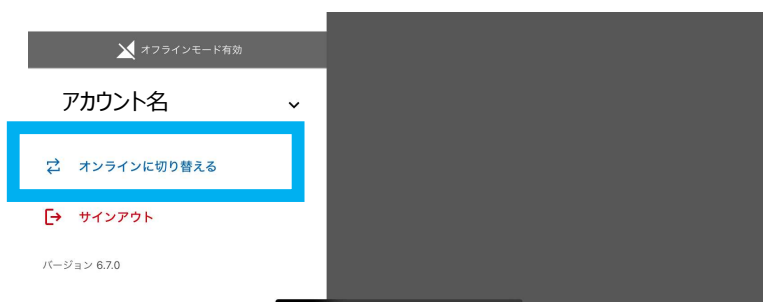 オフラインモード有効
アカウント名
オンラインに切り替える
サインアウト
バージョン 6.7.0